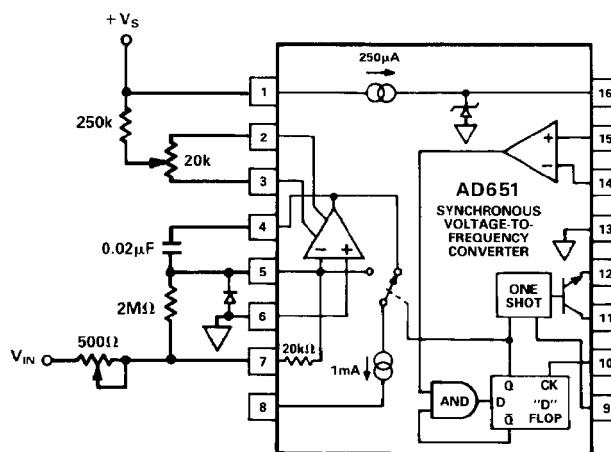 + VS
250µA
1
16
250k
2
20k
3
+
15
−
14
AD651
SYNCHRONOUS
VOLTAGE-TO-
FREQUENCY
CONVERTER
4
0.02µF
− +
5
13
12
ONE
SHOT
6
2MΩ
11
500Ω
VIN
7
20kΩ
1mA
10
8
AND
D
Q CK
"D"
FLOP
Q̄
9